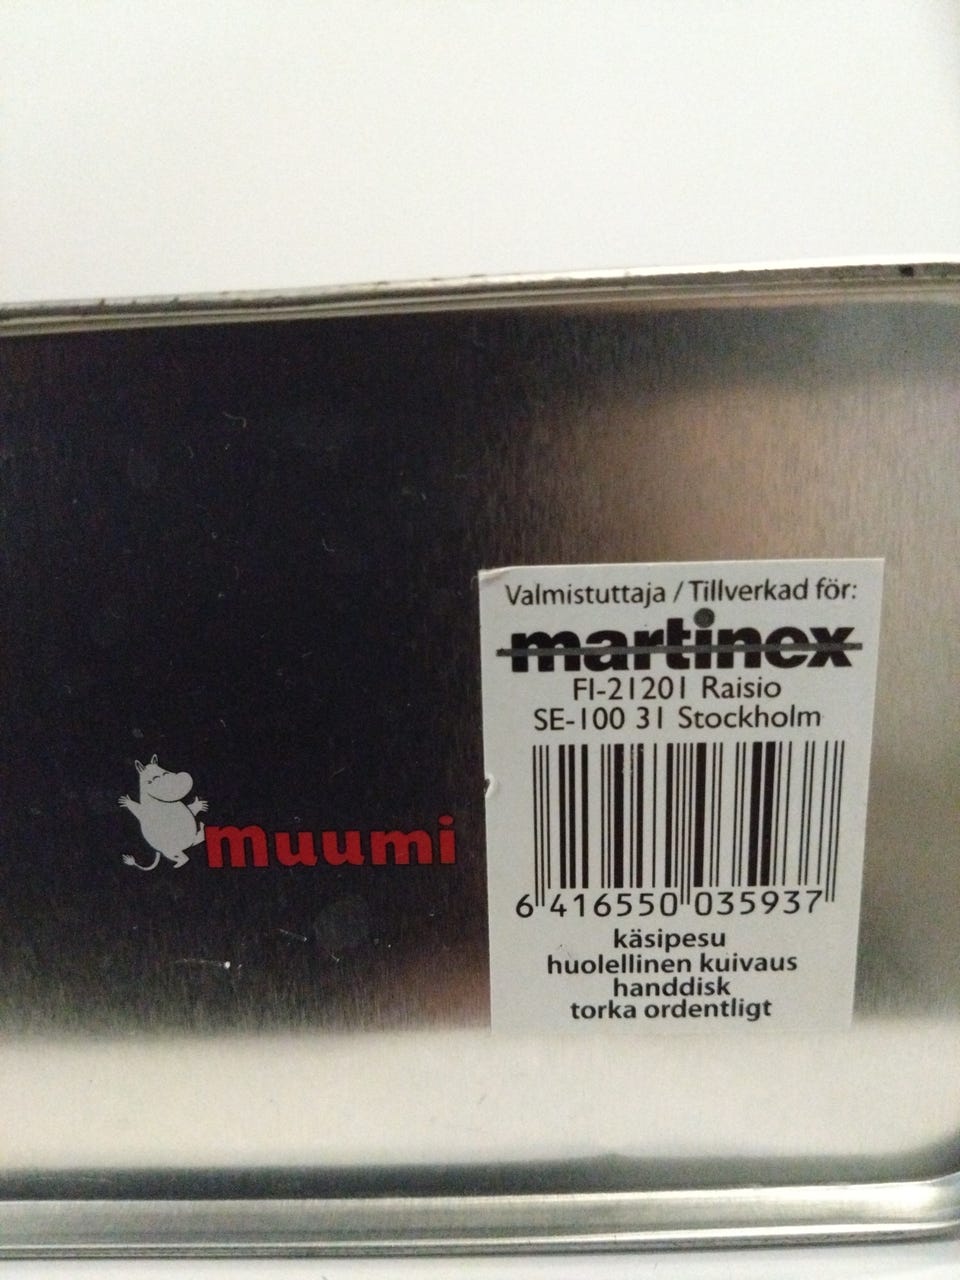 Valmistuttaja / Tillverkad för:
martinex
FI-21201 Raisio
SE-100 31 Stockholm
6 416550 035937
käsipesu
huolellinen kuivaus
handdisk
torka ordentligt
muumi